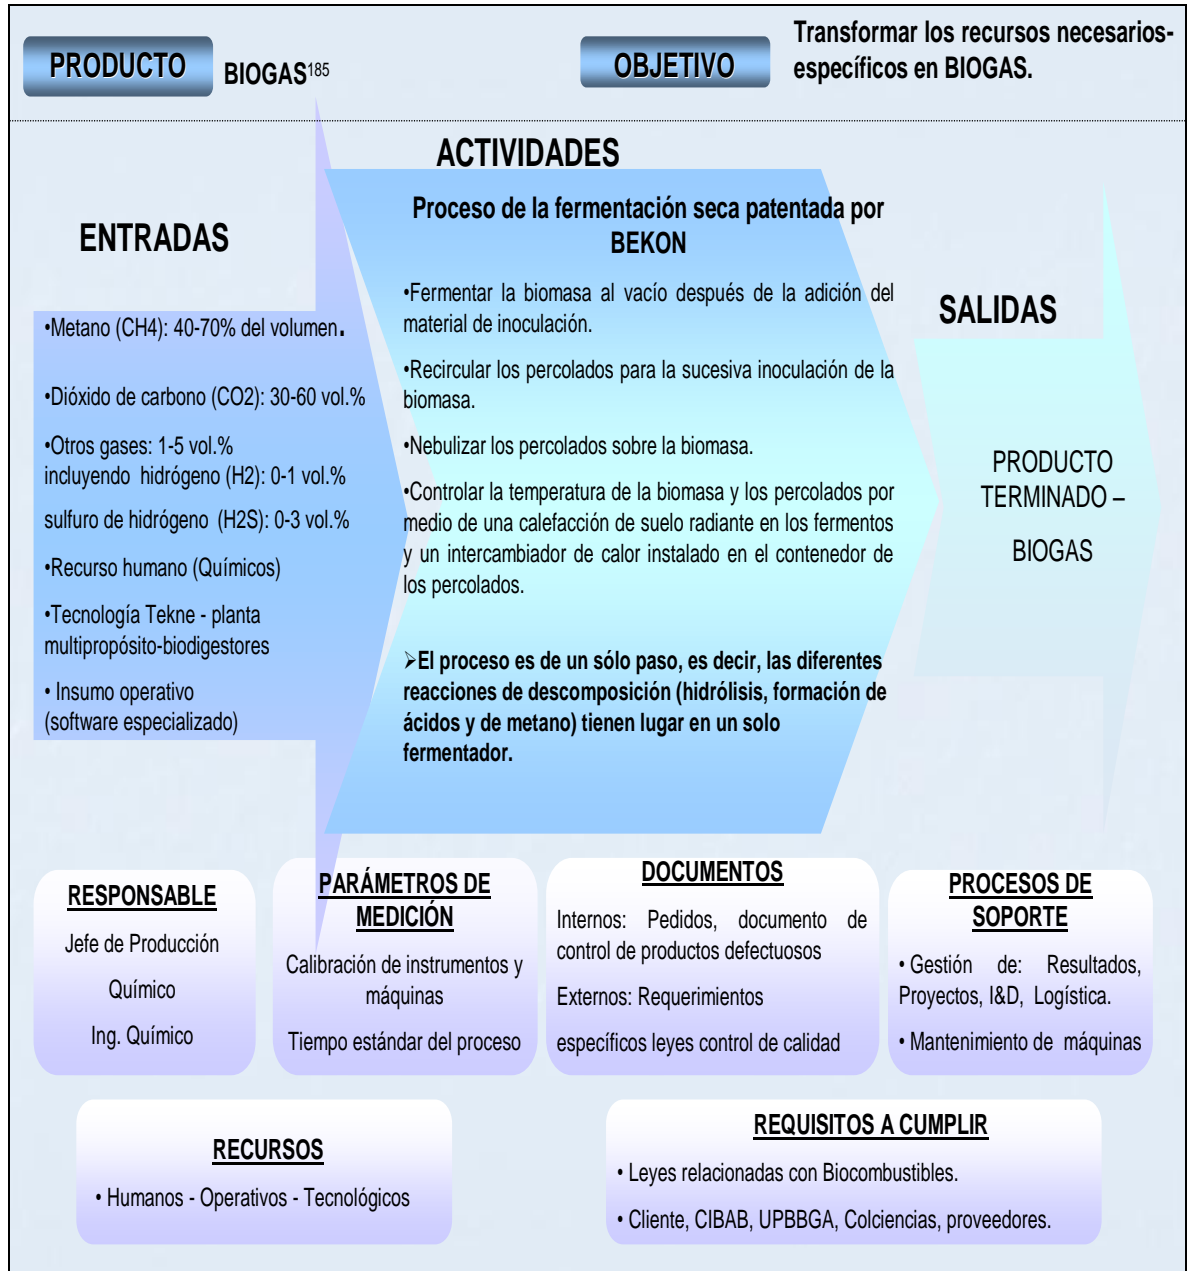 PRODUCTO
BIOGAS185
OBJETIVO
Transformar los recursos necesarios-
específicos en BIOGAS.
ENTRADAS
•Metano (CH4): 40-70% del volumen.
•Dióxido de carbono (CO2): 30-60 vol.%
•Otros gases: 1-5 vol.%
incluyendo hidrógeno (H2): 0-1 vol.%
sulfuro de hidrógeno (H2S): 0-3 vol.%
•Recurso humano (Químicos)
•Tecnología Tekne - planta
multipropósito-biodigestores
• Insumo operativo
(software especializado)
ACTIVIDADES
Proceso de la fermentación seca patentada por
BEKON
•Fermentar la biomasa al vacío después de la adición del
material de inoculación.
•Recircular los percolados para la sucesiva inoculación de la
biomasa.
•Nebulizar los percolados sobre la biomasa.
•Controlar la temperatura de la biomasa y los percolados por
medio de una calefacción de suelo radiante en los fermentos
y un intercambiador de calor instalado en el contenedor de
los percolados.
➢El proceso es de un sólo paso, es decir, las diferentes
reacciones de descomposición (hidrólisis, formación de
ácidos y de metano) tienen lugar en un solo
fermentador.
SALIDAS
PRODUCTO
TERMINADO –
BIOGAS
RESPONSABLE
Jefe de Producción
Químico
Ing. Químico
PARÁMETROS DE
MEDICIÓN
Calibración de instrumentos y
máquinas
Tiempo estándar del proceso
DOCUMENTOS
Internos: Pedidos, documento de
control de productos defectuosos
Externos: Requerimientos
específicos leyes control de calidad
PROCESOS DE
SOPORTE
• Gestión de: Resultados,
Proyectos, I&D, Logística.
• Mantenimiento de máquinas
RECURSOS
• Humanos - Operativos - Tecnológicos
REQUISITOS A CUMPLIR
• Leyes relacionadas con Biocombustibles.
• Cliente, CIBAB, UPBBGA, Colciencias, proveedores.